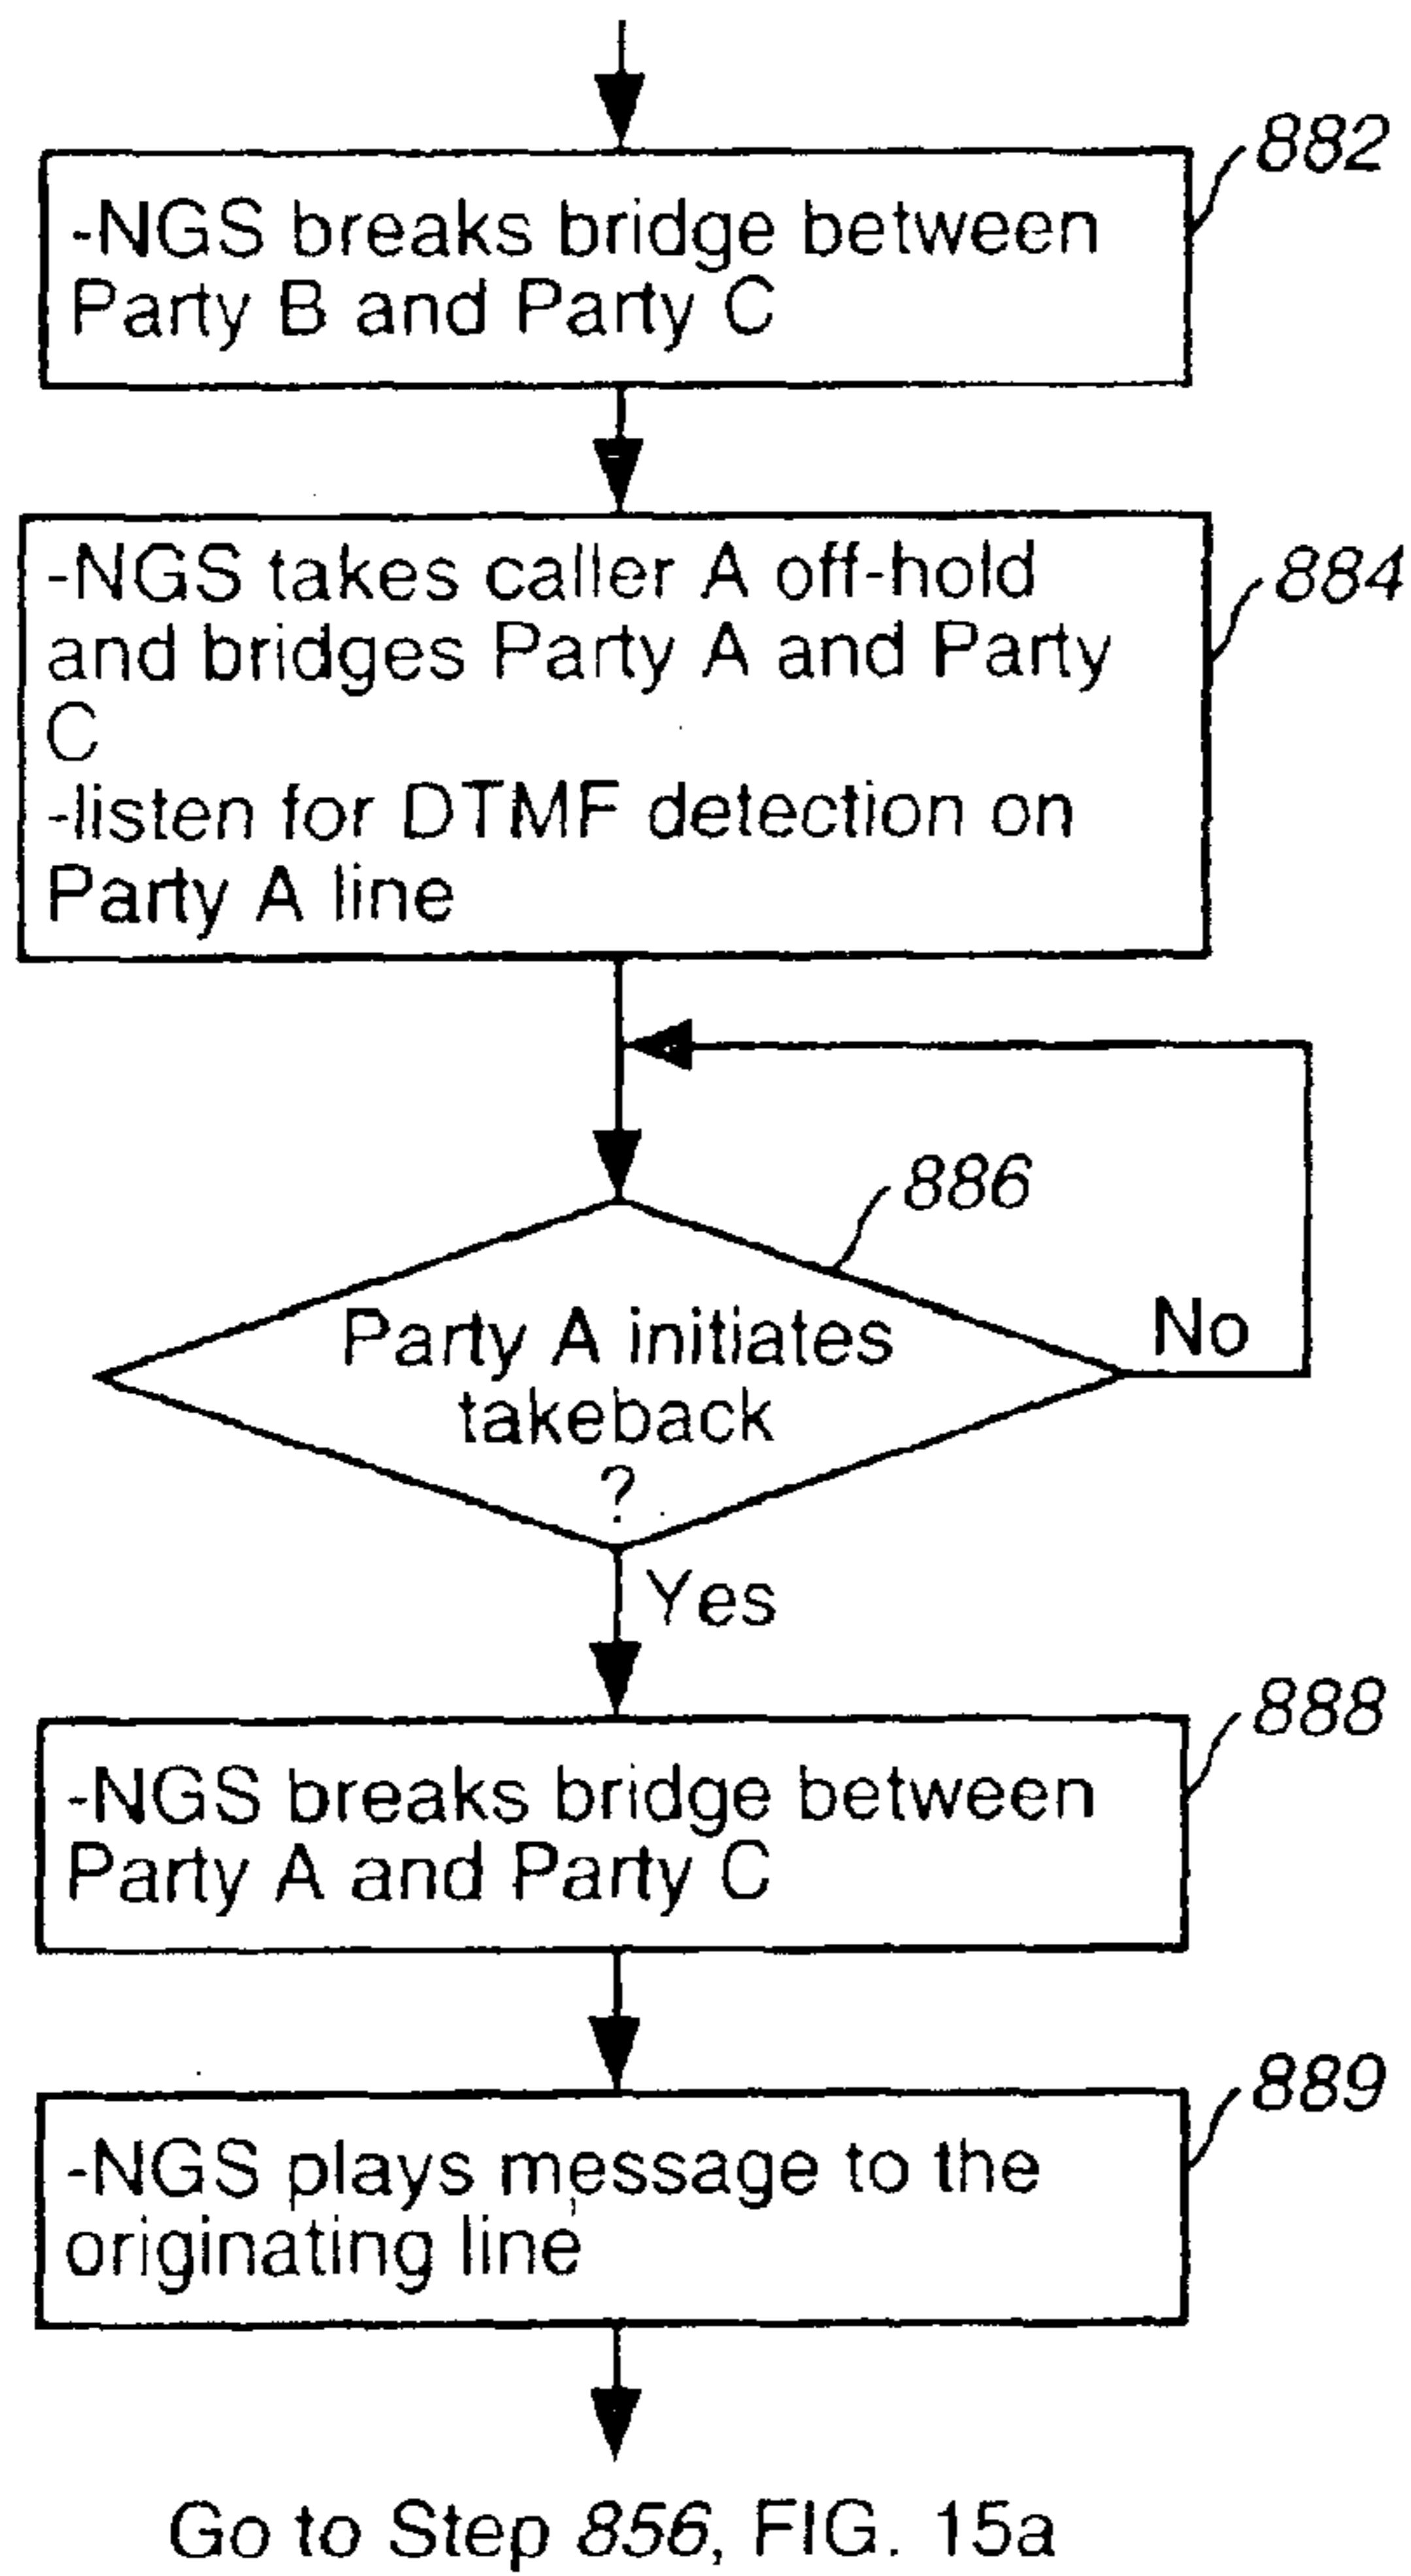 882
-NGS breaks bridge between
Party B and Party C
884
-NGS takes caller A off-hold
and bridges Party A and Party
C
-listen for DTMF detection on
Party A line
886
Party A initiates
takeback
?
No
Yes
888
-NGS breaks bridge between
Party A and Party C
889
-NGS plays message to the
originating line
Go to Step 856, FIG. 15a